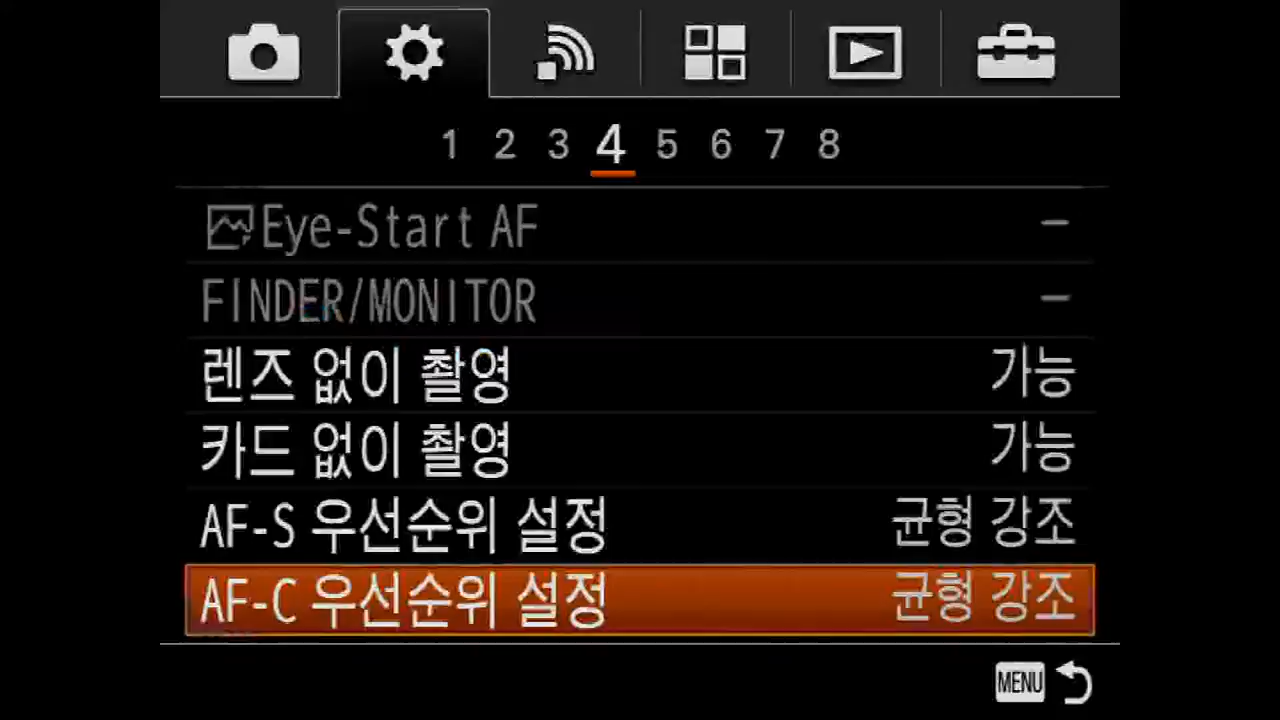 1 2 3 4 5 6 7 8
Eye-Start AF –
FINDER/MONITOR –
렌즈 없이 촬영 가능
카드 없이 촬영 가능
AF-S 우선순위 설정 균형 강조
AF-C 우선순위 설정 균형 강조
MENU